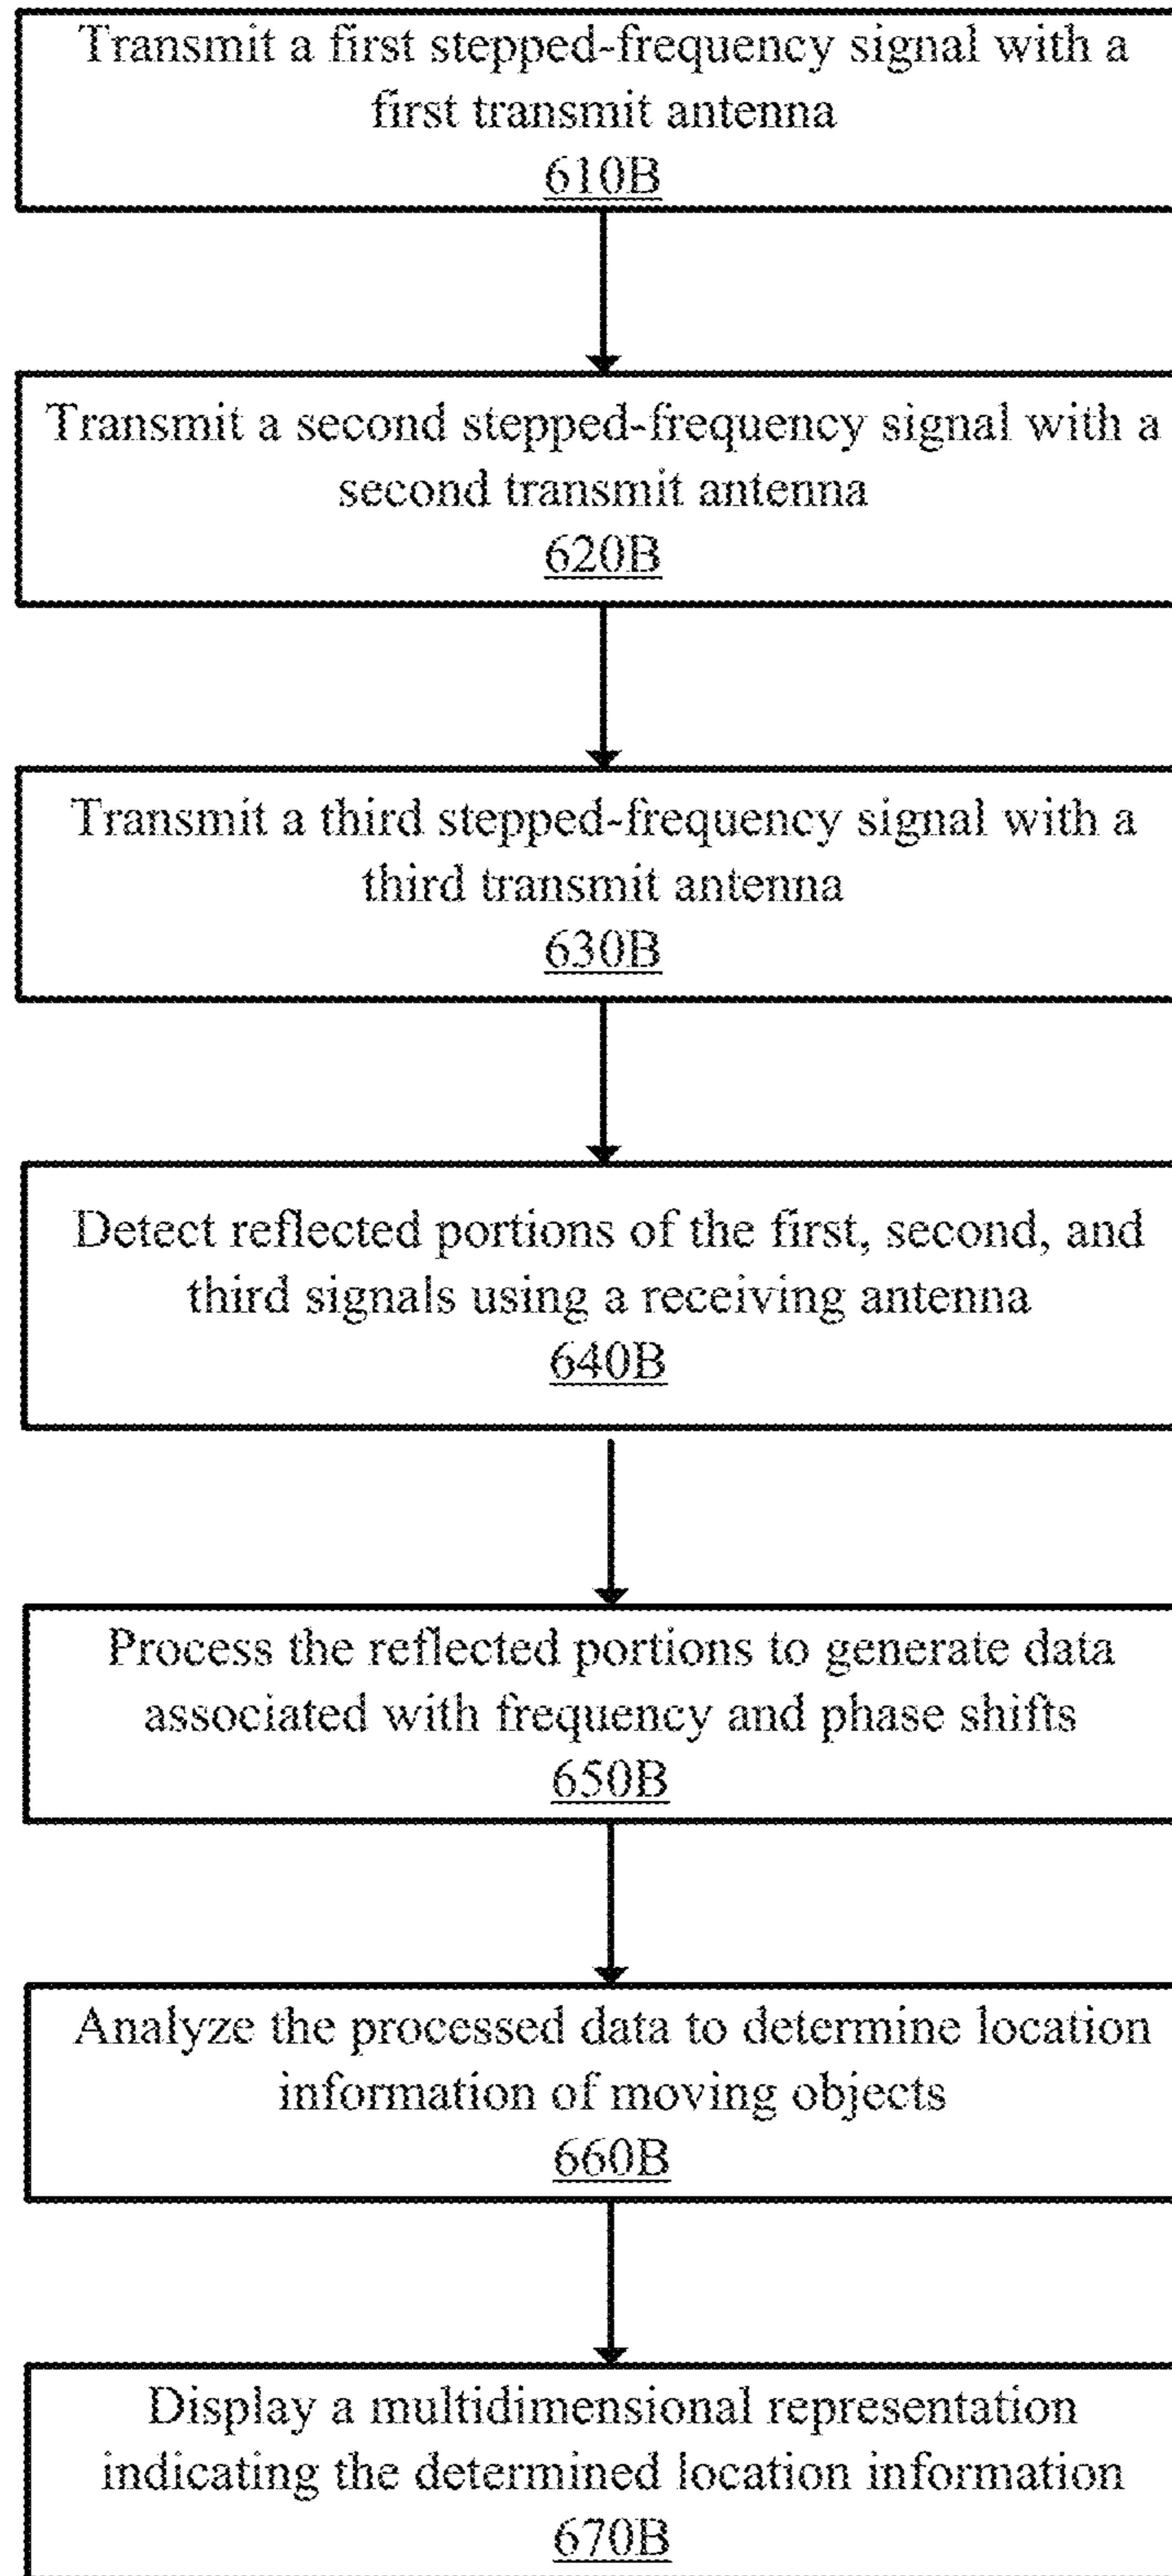 Transmit a first stepped-frequency signal with a
first transmit antenna
610B
Transmit a second stepped-frequency signal with a
second transmit antenna
620B
Transmit a third stepped-frequency signal with a
third transmit antenna
630B
Detect reflected portions of the first, second, and
third signals using a receiving antenna
640B
Process the reflected portions to generate data
associated with frequency and phase shifts
650B
Analyze the processed data to determine location
information of moving objects
660B
Display a multidimensional representation
indicating the determined location information
670B